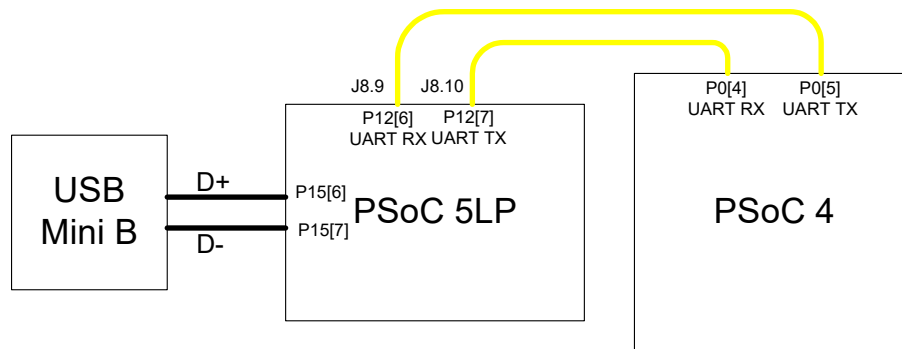 J8.9
J8.10
P12[6]
UART RX
P12[7]
UART TX
P0[4]
UART RX
P0[5]
UART TX
USB
Mini B
D+
D-
P15[6]
P15[7]
PSoC 5LP
PSoC 4